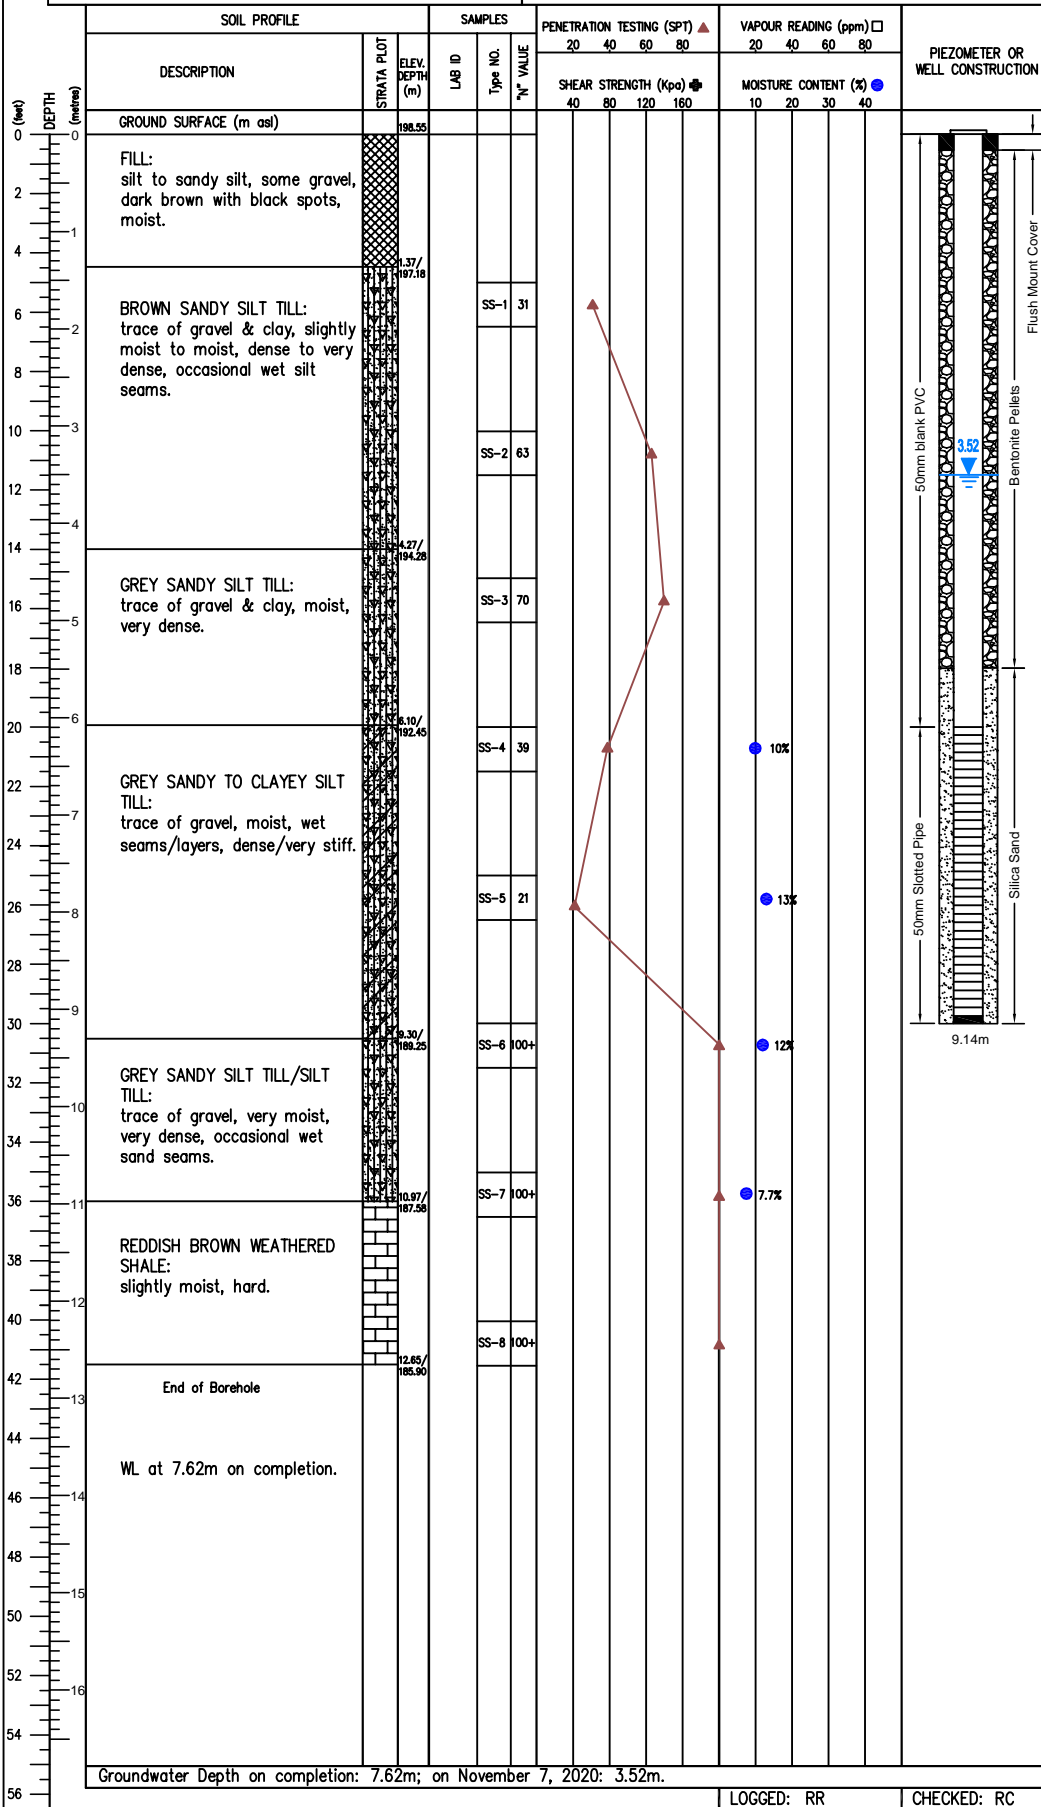 SOIL PROFILE
SAMPLES
PENETRATION TESTING (SPT)
20 40 60 80
VAPOUR READING (ppm)
20 40 60 80
PIEZOMETER OR
WELL CONSTRUCTION
DEPTH
(feet)
(metres)
DESCRIPTION
STRATA PLOT
ELEV.
DEPTH
(m)
LAB ID
Type NO.
"N" VALUE
SHEAR STRENGTH (Kpa)
40 80 120 160
MOISTURE CONTENT (%)
10 20 30 40
GROUND SURFACE (m asl)
198.55
FILL:
silt to sandy silt, some gravel,
dark brown with black spots,
moist.
1.37/
197.18
BROWN SANDY SILT TILL:
trace of gravel & clay, slightly
moist to moist, dense to very
dense, occasional wet silt
seams.
SS-1 31
SS-2 63
4.27/
194.28
GREY SANDY SILT TILL:
trace of gravel & clay, moist,
very dense.
SS-3 70
6.10/
192.45
GREY SANDY TO CLAYEY SILT
TILL:
trace of gravel, moist, wet
seams/layers, dense/very stiff.
SS-4 39
10%
SS-5 21
13%
9.30/
189.25
GREY SANDY SILT TILL/SILT
TILL:
trace of gravel, very moist,
very dense, occasional wet
sand seams.
SS-6 100+
12%
SS-7 100+
7.7%
10.97/
187.58
REDDISH BROWN WEATHERED
SHALE:
slightly moist, hard.
SS-8 100+
12.65/
185.90
End of Borehole
WL at 7.62m on completion.
0
2
4
6
8
10
12
14
16
18
20
22
24
26
28
30
32
34
36
38
40
42
44
46
48
50
52
54
56
0
1
2
3
4
5
6
7
8
9
10
11
12
13
14
15
16
Flush Mount Cover
50mm blank PVC
Bentonite Pellets
3.52
50mm Slotted Pipe
Silica Sand
9.14m
Groundwater Depth on completion: 7.62m; on November 7, 2020: 3.52m.
LOGGED: RR
CHECKED: RC